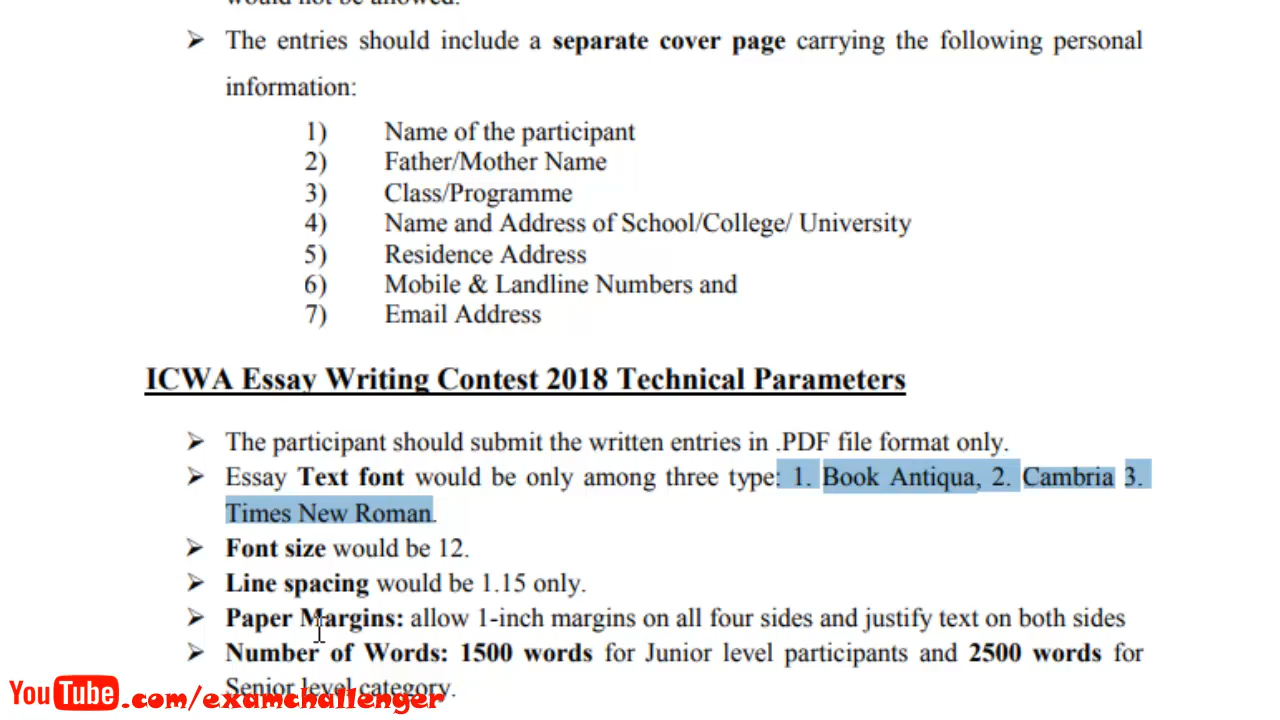 would not be allowed.
➢ The entries should include a separate cover page carrying the following personal
information:
1) Name of the participant
2) Father/Mother Name
3) Class/Programme
4) Name and Address of School/College/ University
5) Residence Address
6) Mobile & Landline Numbers and
7) Email Address
ICWA Essay Writing Contest 2018 Technical Parameters
➢ The participant should submit the written entries in .PDF file format only.
➢ Essay Text font would be only among three type: 1. Book Antiqua, 2. Cambria 3.
Times New Roman.
➢ Font size would be 12.
➢ Line spacing would be 1.15 only.
➢ Paper Margins: allow 1-inch margins on all four sides and justify text on both sides
➢ Number of Words: 1500 words for Junior level participants and 2500 words for
Senior level category.
YouTube.com/examchallenger